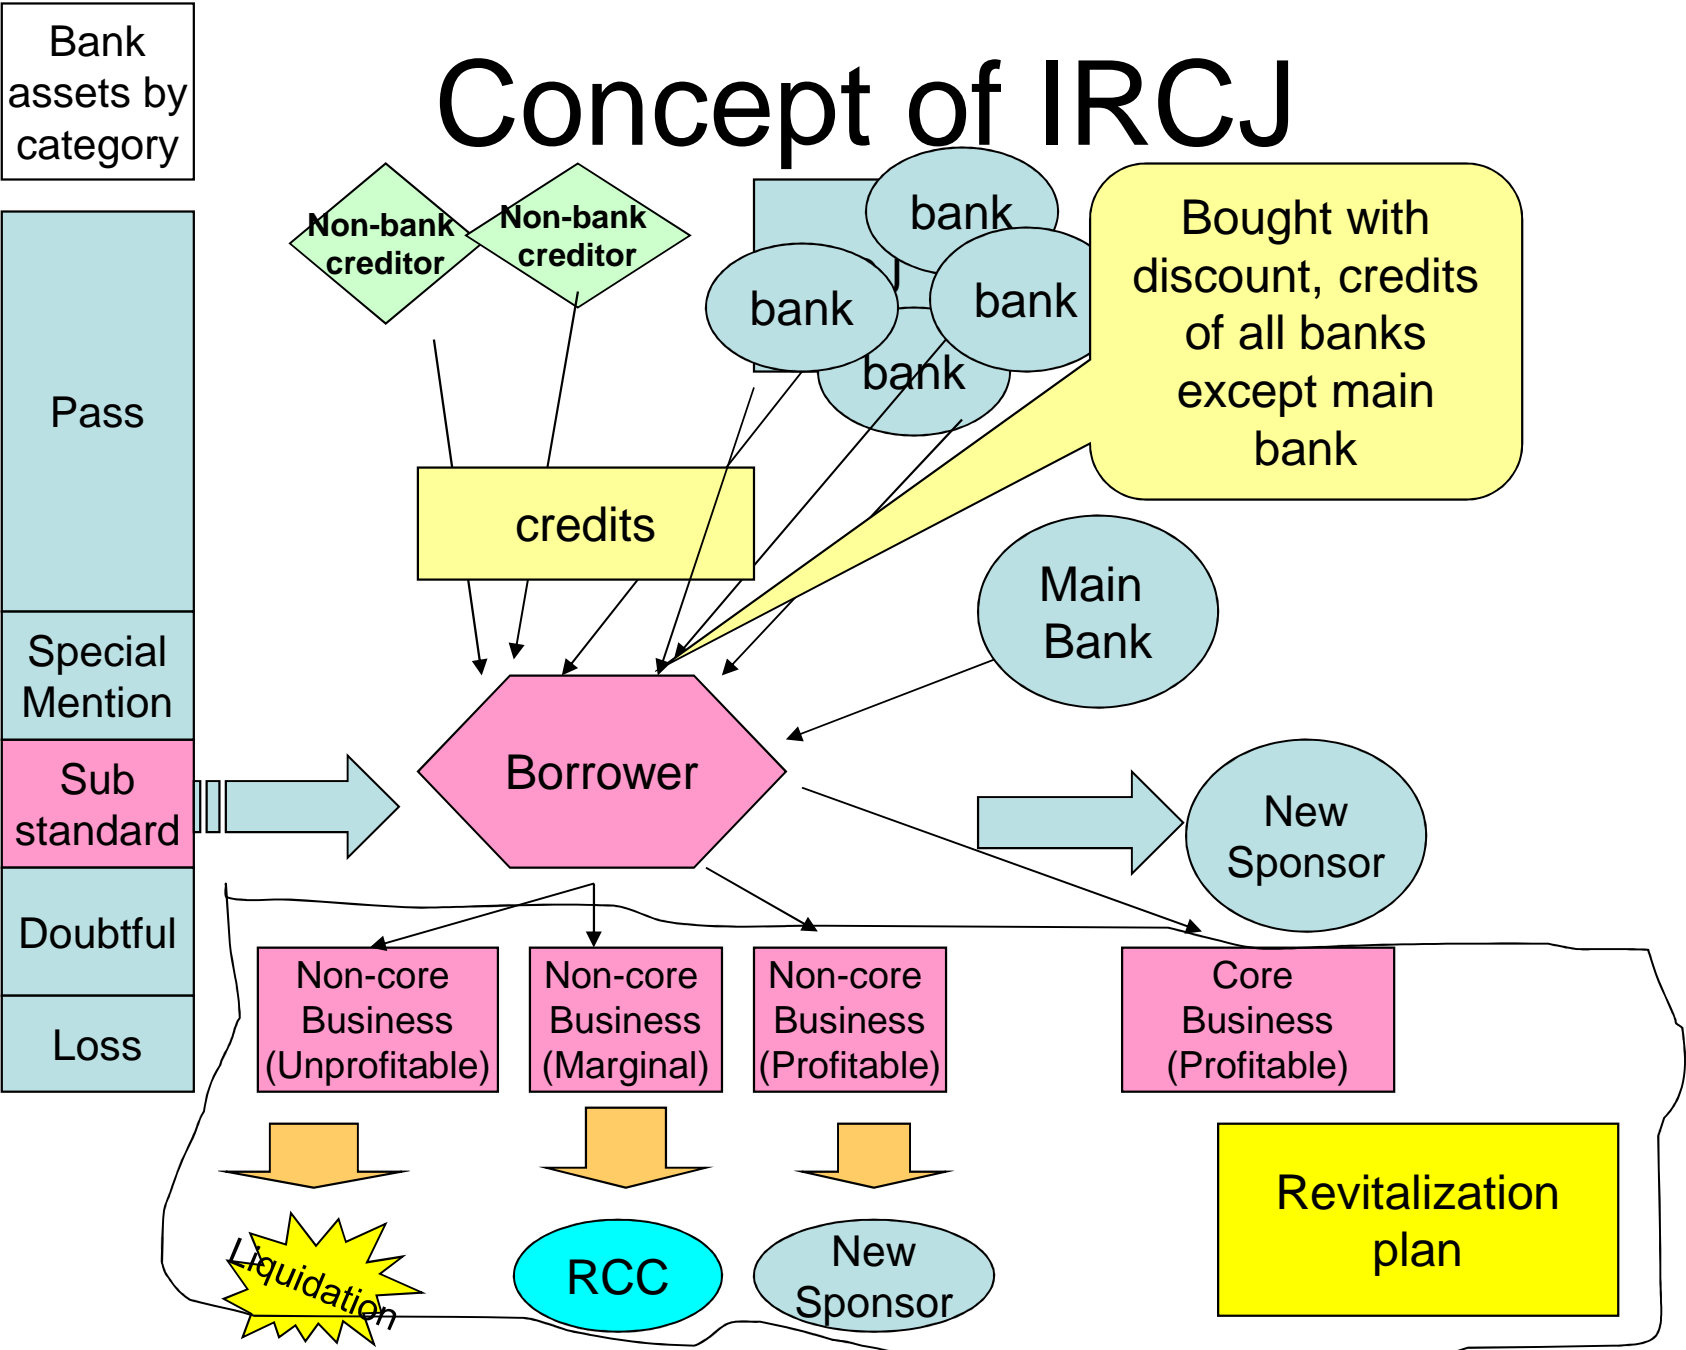 Bank
assets by
category
Concept of IRCJ
Non-bank
creditor
Non-bank
creditor
bank
bank
bank
bank
Bought with
discount, credits
of all banks
except main
bank
Pass
credits
Main
Bank
Special
Mention
Sub
standard
Borrower
New
Sponsor
Doubtful
Loss
Non-core
Business
(Unprofitable)
Non-core
Business
(Marginal)
Non-core
Business
(Profitable)
Core
Business
(Profitable)
Liquidation
RCC
New
Sponsor
Revitalization
plan